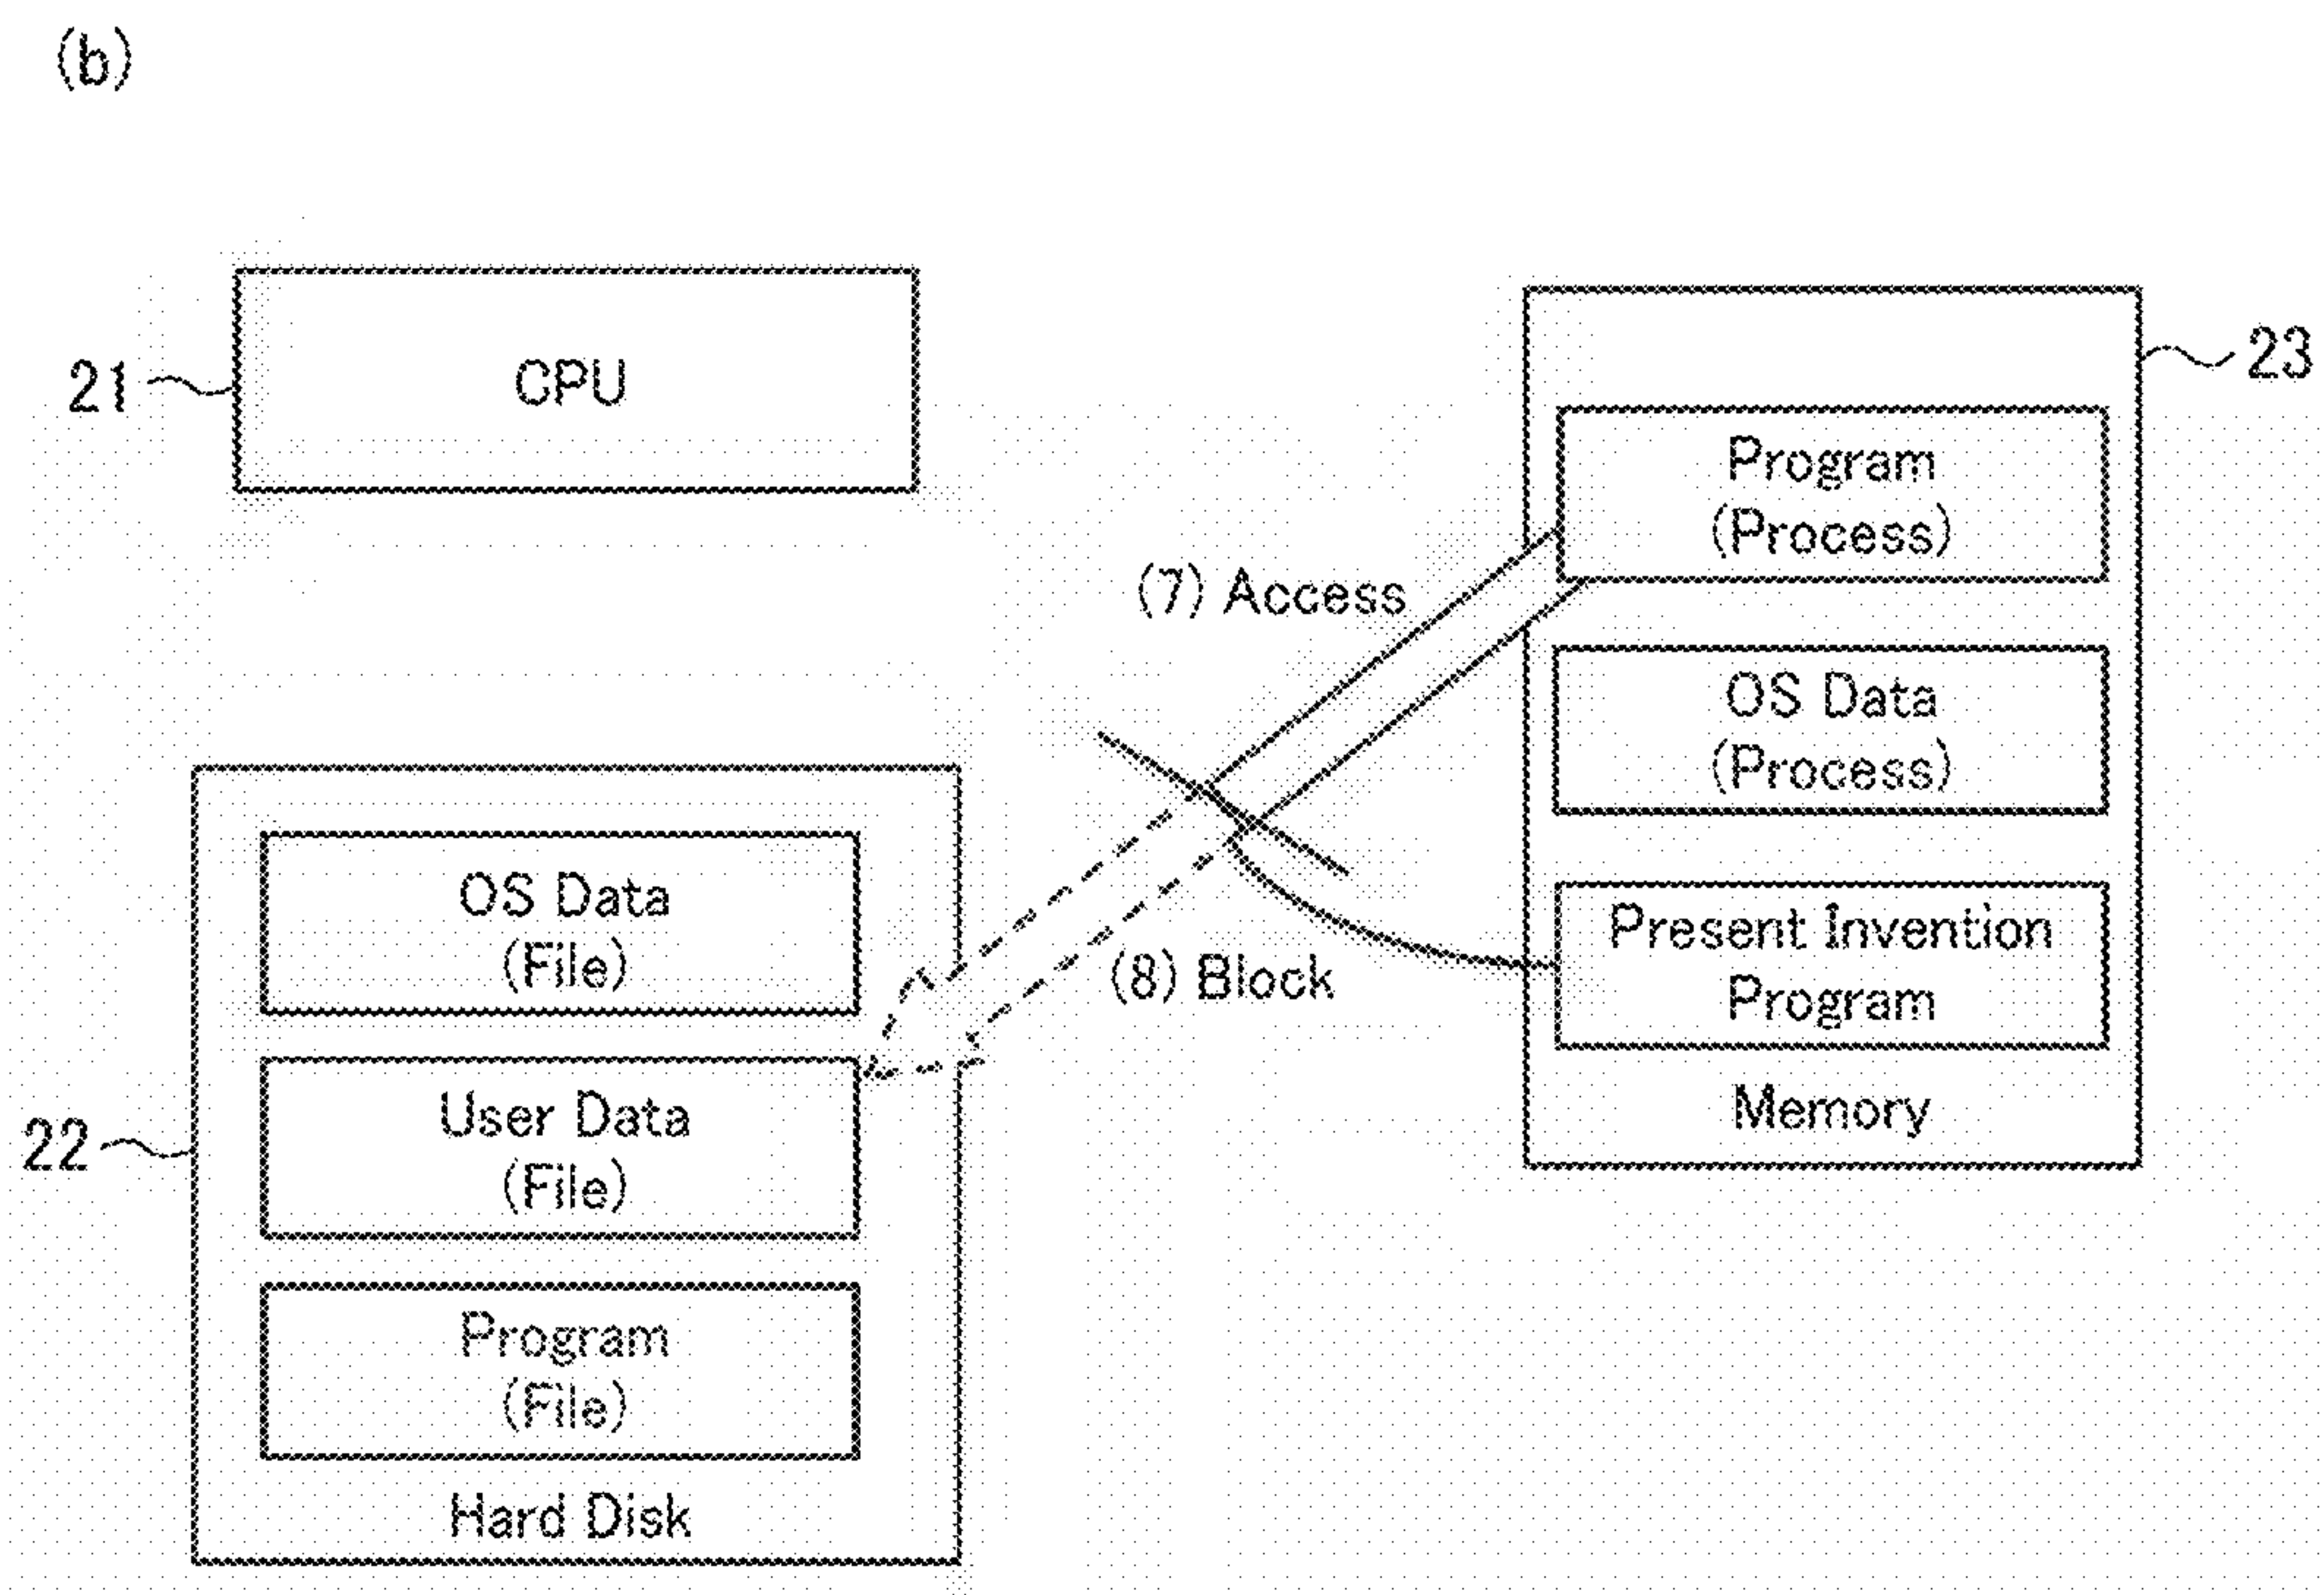 (b)
21
CPU
23
Program
(Process)
(7) Access
OS Data
(Process)
OS Data
(File)
Present Invention
Program
(8) Block
22
User Data
(File)
Memory
Program
(File)
Hard Disk